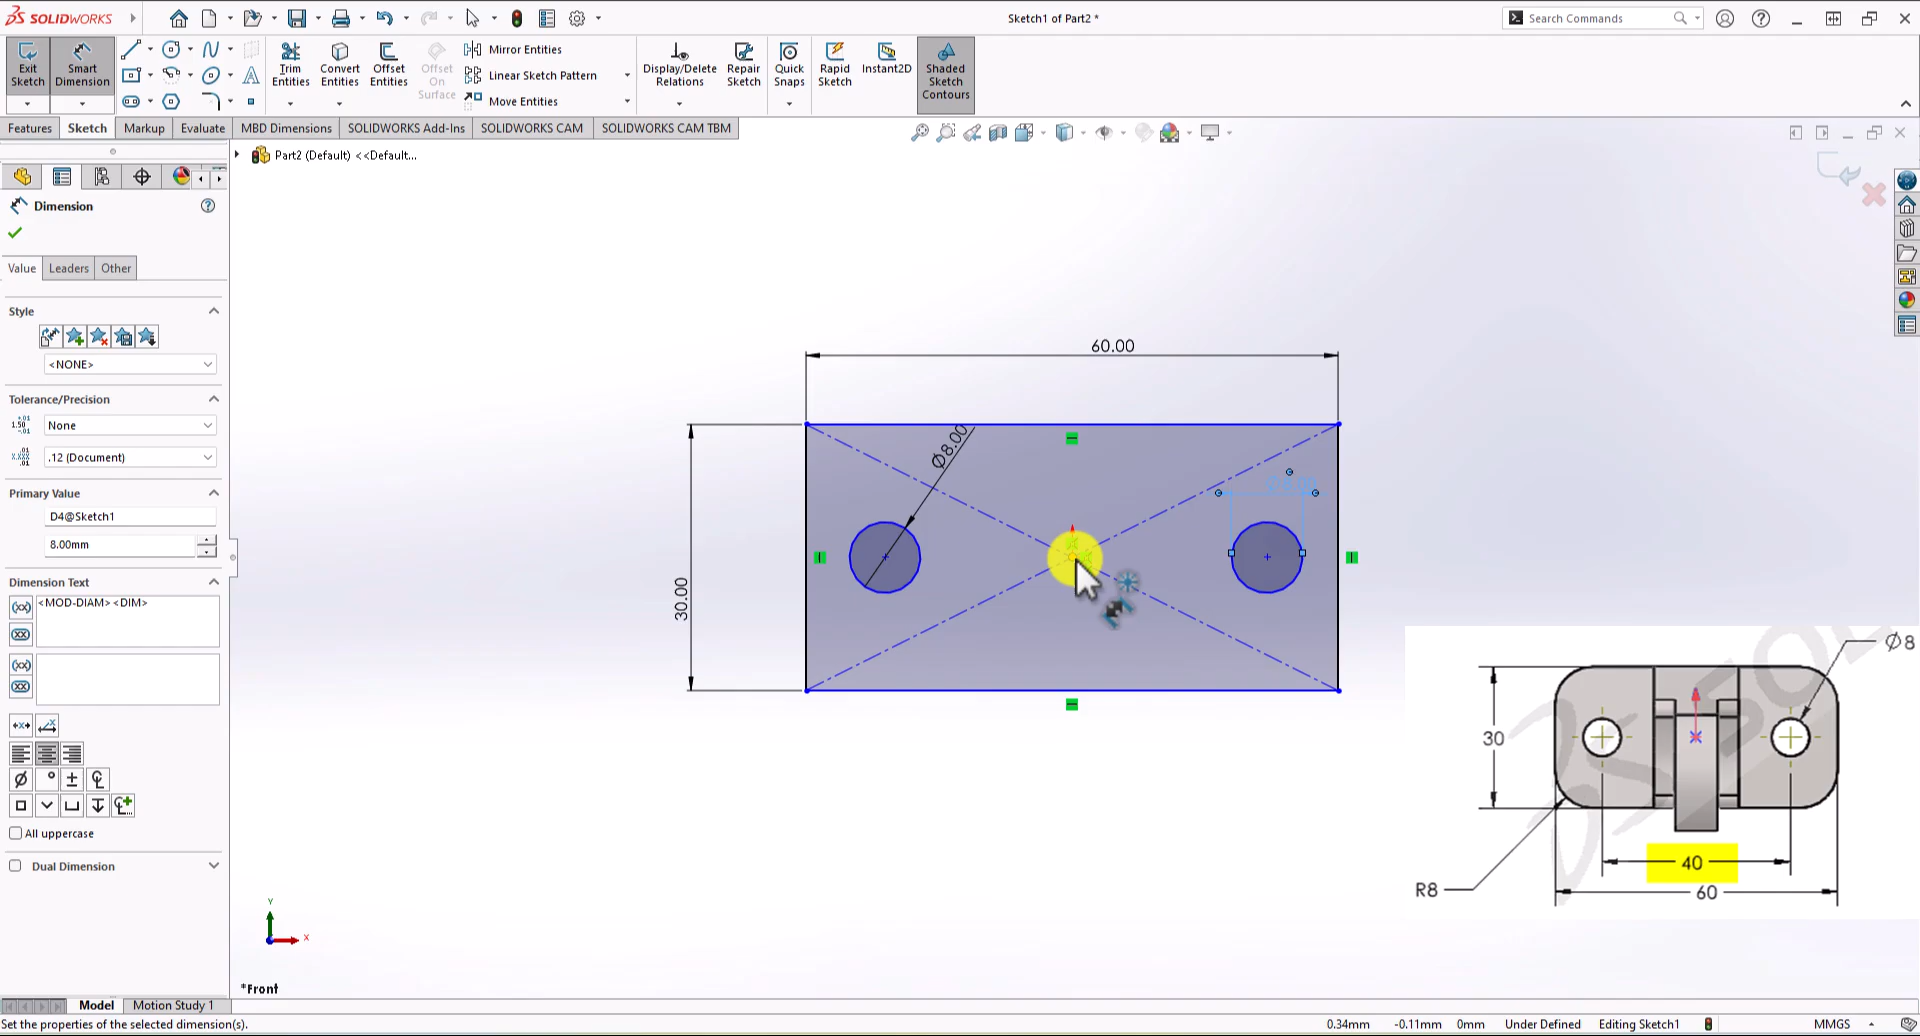 SOLIDWORKS
Sketch1 of Part2 *
Search Commands
Exit Sketch
Smart Dimension
Trim Entities
Convert Entities
Offset Entities
Offset On Surface
Mirror Entities
Linear Sketch Pattern
Move Entities
Display/Delete Relations
Repair Sketch
Quick Snaps
Rapid Sketch
Instant2D
Shaded Sketch Contours
Features
Sketch
Markup
Evaluate
MBD Dimensions
SOLIDWORKS Add-Ins
SOLIDWORKS CAM
SOLIDWORKS CAM TBM
Part2 (Default) <<Default...
Dimension
Value
Leaders
Other
Style
<NONE>
Tolerance/Precision
None
.12 (Document)
Primary Value
D4@Sketch1
8.00mm
Dimension Text
<MOD-DIAM><DIM>
All uppercase
Dual Dimension
60.00
Ø8.00
30.00
Ø8
30
40
60
R8
Y
X
*Front
Model
Motion Study 1
Set the properties of the selected dimension(s).
0.34mm
-0.11mm
0mm
Under Defined
Editing Sketch1
MMGS